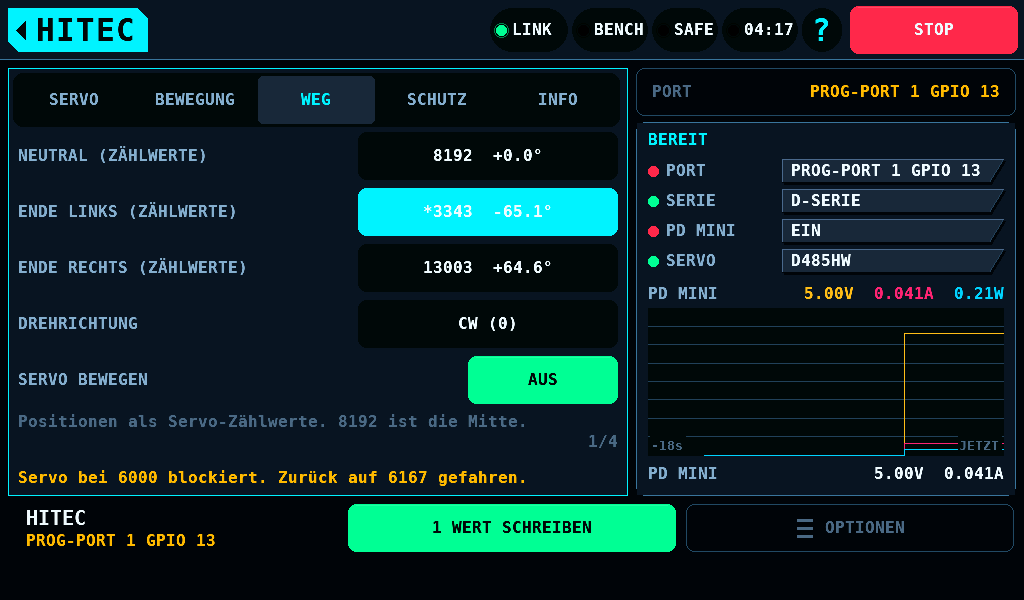 HITEC
LINK
BENCH
SAFE
04:17
?
STOP
SERVO BEWEGUNG WEG SCHUTZ INFO
NEUTRAL (ZÄHLWERTE) 8192 +0.0°
ENDE LINKS (ZÄHLWERTE) *3343 -65.1°
ENDE RECHTS (ZÄHLWERTE) 13003 +64.6°
DREHRICHTUNG CW (0)
SERVO BEWEGEN AUS
Positionen als Servo-Zählwerte. 8192 ist die Mitte.
1/4
Servo bei 6000 blockiert. Zurück auf 6167 gefahren.
PORT PROG-PORT 1 GPIO 13
BEREIT
PORT PROG-PORT 1 GPIO 13
SERIE D-SERIE
PD MINI EIN
SERVO D485HW
PD MINI 5.00V 0.041A 0.21W
-18s JETZT
PD MINI 5.00V 0.041A
HITEC
PROG-PORT 1 GPIO 13
1 WERT SCHREIBEN
OPTIONEN